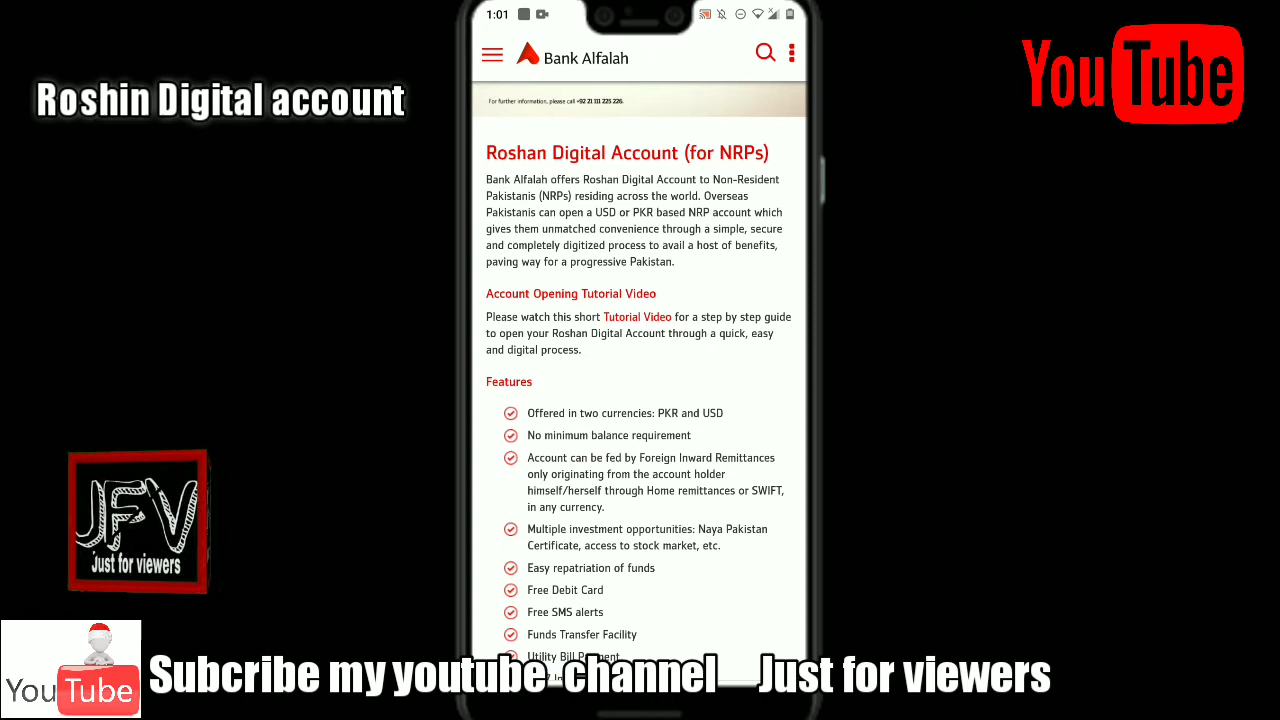 1:01
Bank Alfalah
Roshin Digital account
YouTube
For further information, please call +92 21 111 225 226.
Roshan Digital Account (for NRPs)
Bank Alfalah offers Roshan Digital Account to Non-Resident
Pakistanis (NRPs) residing across the world. Overseas
Pakistanis can open a USD or PKR based NRP account which
gives them unmatched convenience through a simple, secure
and completely digitized process to avail a host of benefits,
paving way for a progressive Pakistan.
Account Opening Tutorial Video
Please watch this short Tutorial Video for a step by step guide
to open your Roshan Digital Account through a quick, easy
and digital process.
Features
Offered in two currencies: PKR and USD
No minimum balance requirement
Account can be fed by Foreign Inward Remittances
only originating from the account holder
himself/herself through Home remittances or SWIFT,
in any currency.
Multiple investment opportunities: Naya Pakistan
Certificate, access to stock market, etc.
Easy repatriation of funds
Free Debit Card
Free SMS alerts
Funds Transfer Facility
Utility Bill Payment
JFV
Just for viewers
YouTube
Subcribe my youtube channel Just for viewers